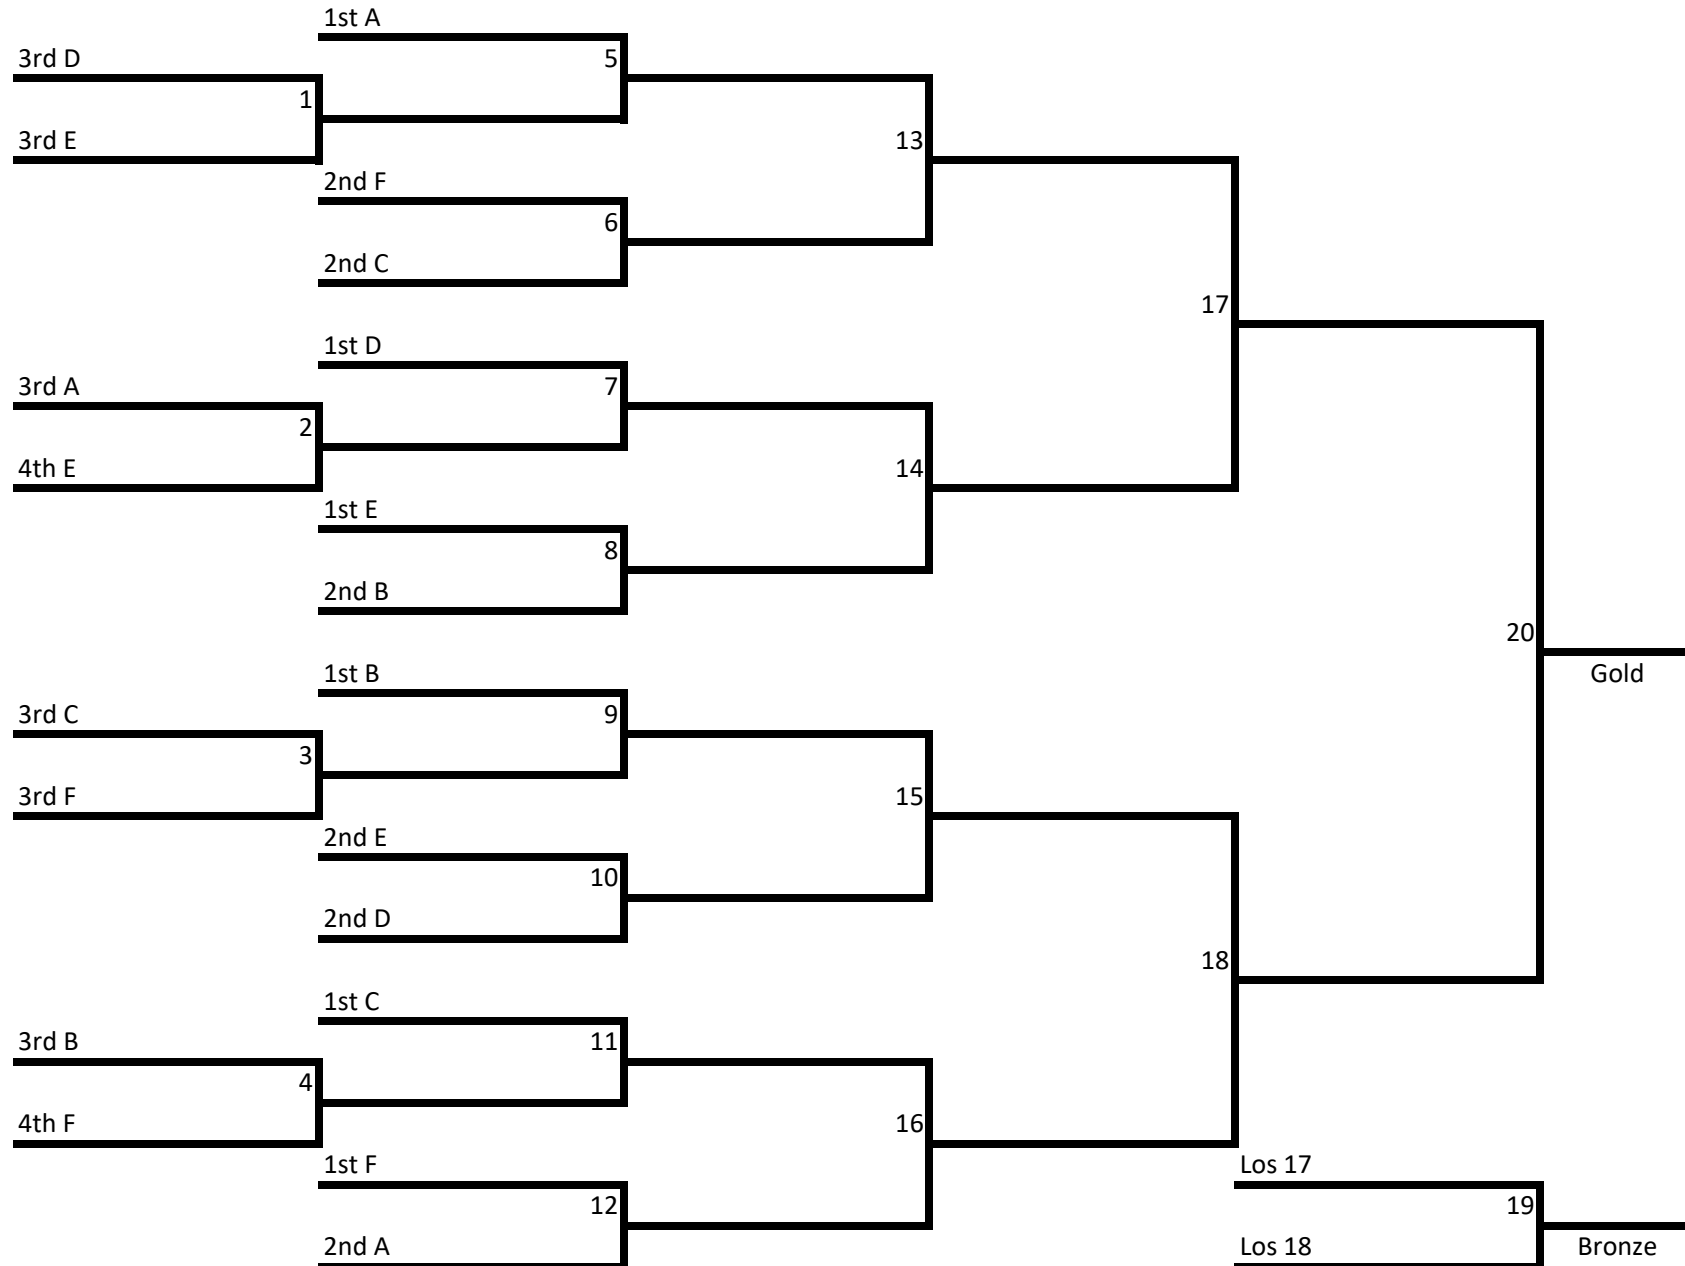 1st A
3rd D
5
1
3rd E
13
2nd F
6
2nd C
17
1st D
3rd A
7
2
4th E
14
1st E
8
2nd B
20
1st B
Gold
3rd C
9
3
3rd F
15
2nd E
10
2nd D
18
1st C
3rd B
11
4
4th F
16
1st F
Los 17
12
19
2nd A
Los 18
Bronze